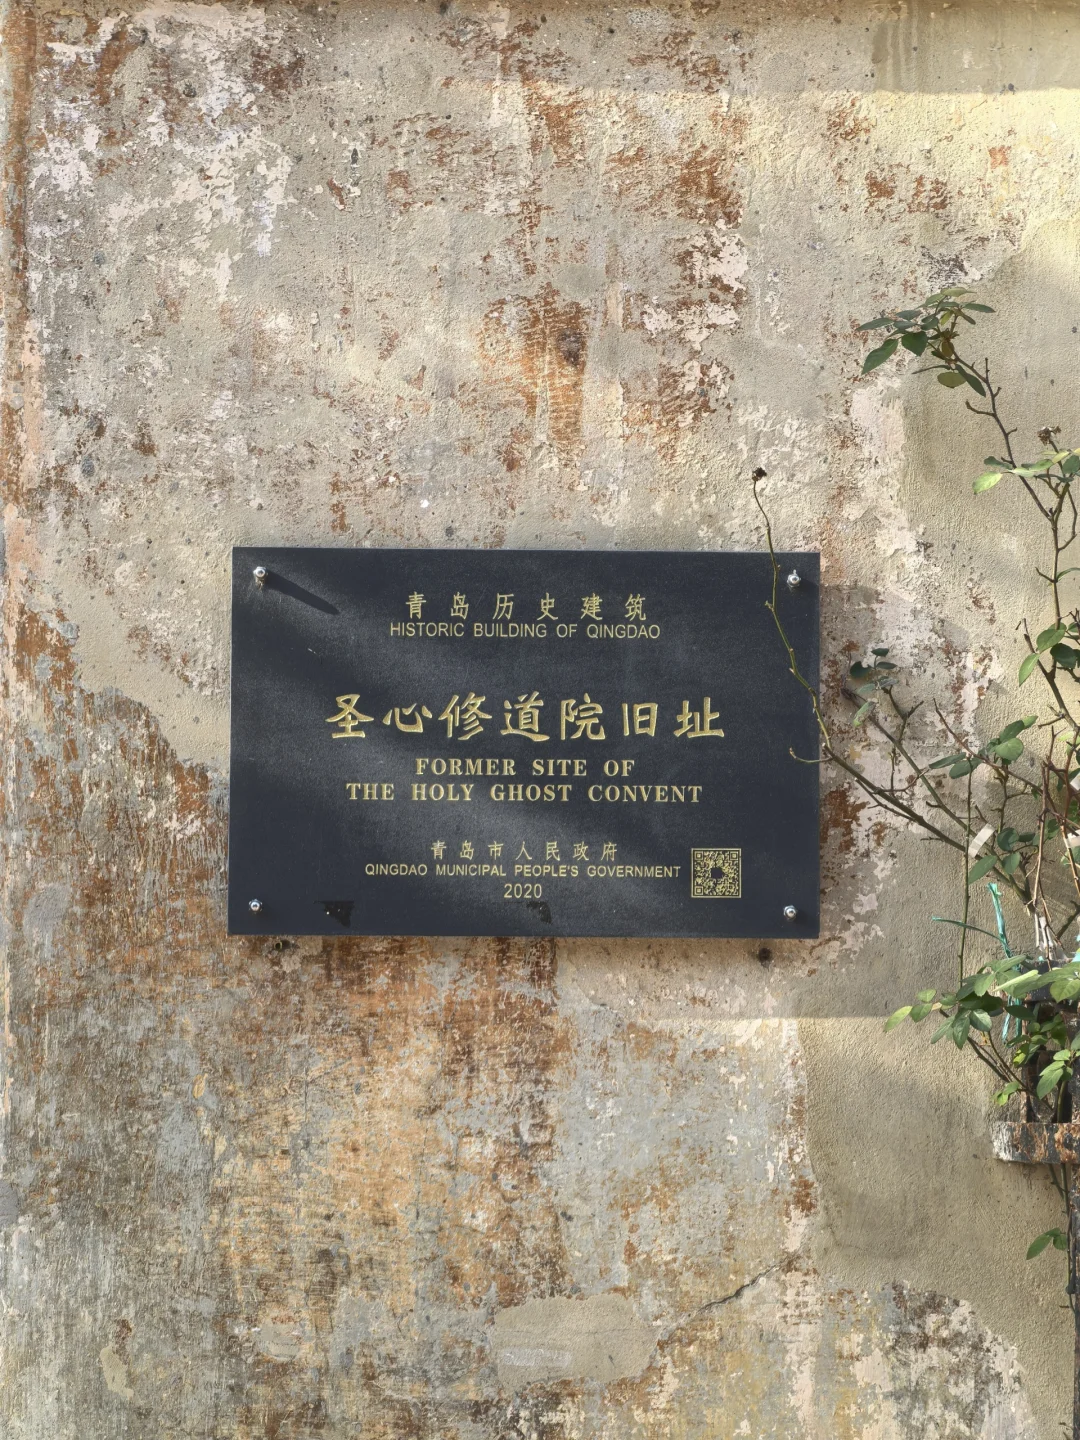 青岛历史建筑
HISTORIC BUILDING OF QINGDAO
圣心修道院旧址
FORMER SITE OF
THE HOLY GHOST CONVENT
青岛市人民政府
QINGDAO MUNICIPAL PEOPLE'S GOVERNMENT
2020